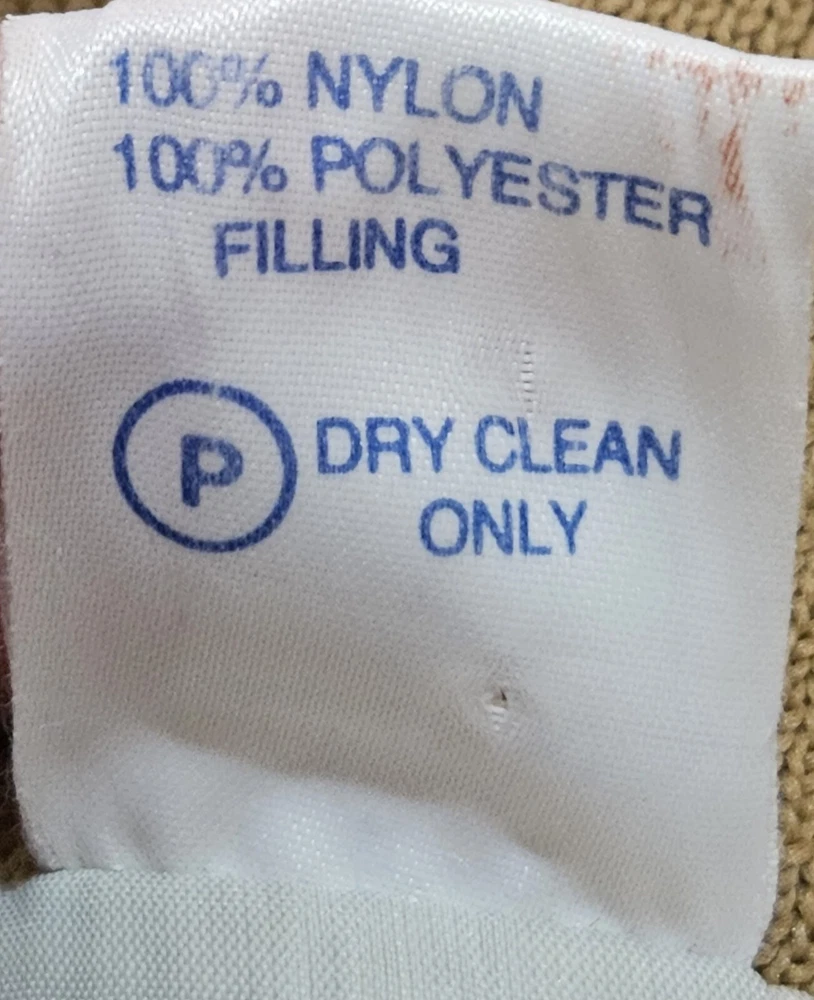 100% NYLON
100% POLYESTER
FILLING
P DRY CLEAN
ONLY